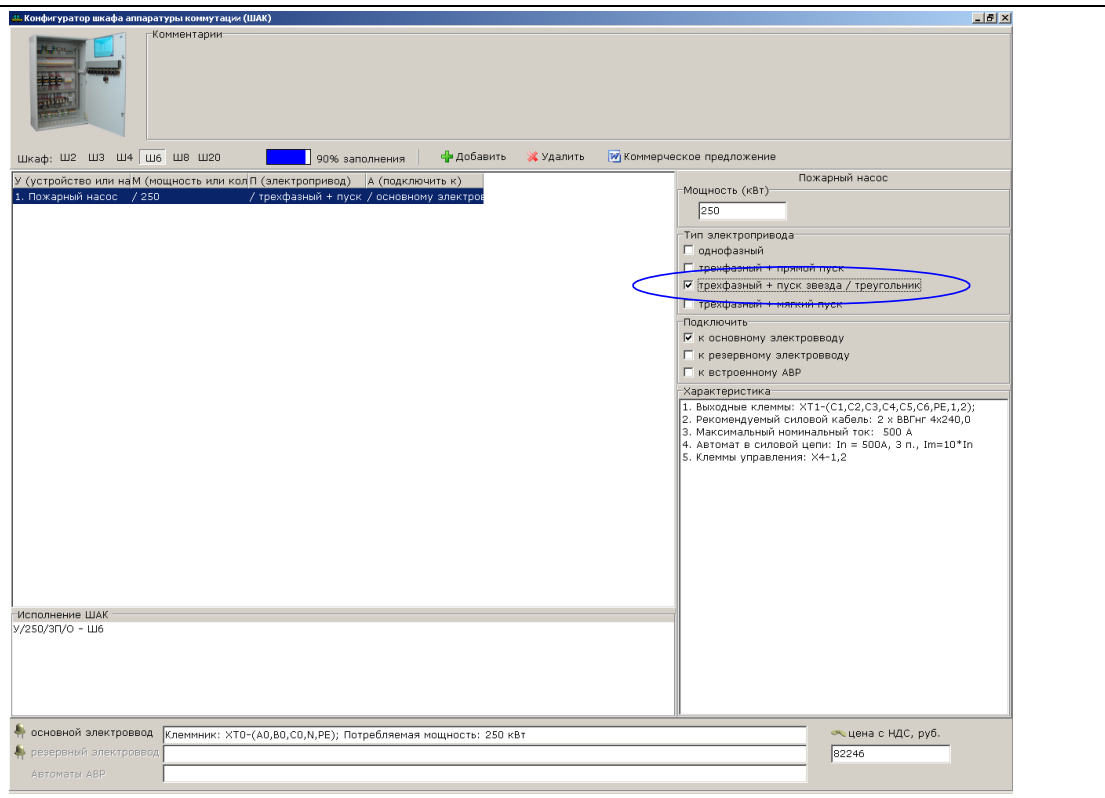 Конфигуратор шкафа аппаратуры коммутации (ШАК)
Комментарии
Шкаф: Ш2 Ш3 Ш4 Ш6 Ш8 Ш20 90% заполнения Добавить Удалить Коммерческое предложение
У (устройство или на М (мощность или кол П (электропривод) А (подключить к)
1. Пожарный насос / 250 / трехфазный + пуск / основному электров
Пожарный насос
Мощность (кВт)
250
Тип электропривода
однофазный
трехфазный + прямой пуск
трехфазный + пуск звезда / треугольник
трехфазный + мягкий пуск
Подключить
к основному электровводу
к резервному электровводу
к встроенному АВР
Характеристика
1. Выходные клеммы: XT1-(C1,C2,C3,C4,C5,C6,PE,1,2);
2. Рекомендуемый силовой кабель: 2 x ВВГнг 4x240,0
3. Максимальный номинальный ток: 500 А
4. Автомат в силовой цепи: In = 500А, 3 п., Im=10*In
5. Клеммы управления: X4-1,2
Исполнение ШАК
У/250/ЗП/О - Ш6
основной электроввод Клеммник: XT0-(A0,B0,C0,N,PE); Потребляемая мощность: 250 кВт
резервный электроввод
Автоматы АВР
цена с НДС, руб.
82246